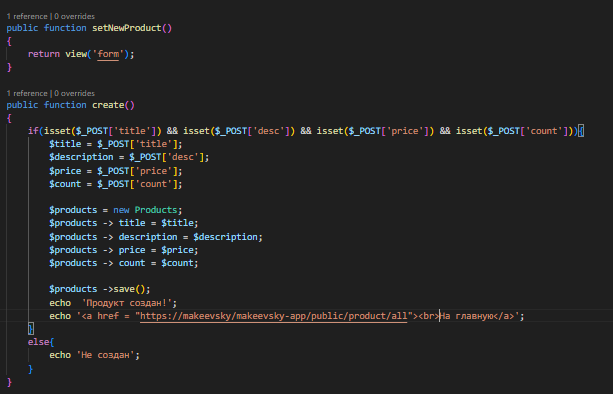 1 reference | 0 overrides
public function setNewProduct()
{
    return view('form');
}
1 reference | 0 overrides
public function create()
{
    if(isset($_POST['title']) && isset($_POST['desc']) && isset($_POST['price']) && isset($_POST['count'])){
        $title = $_POST['title'];
        $description = $_POST['desc'];
        $price = $_POST['price'];
        $count = $_POST['count'];
        $products = new Products;
        $products -> title = $title;
        $products -> description = $description;
        $products -> price = $price;
        $products -> count = $count;
        $products ->save();
        echo  'Продукт создан!';
        echo '<a href = "https://makeevsky/makeevsky-app/public/product/all"><br>На главную</a>';
    }
    else{
        echo 'Не создан';
    }
}